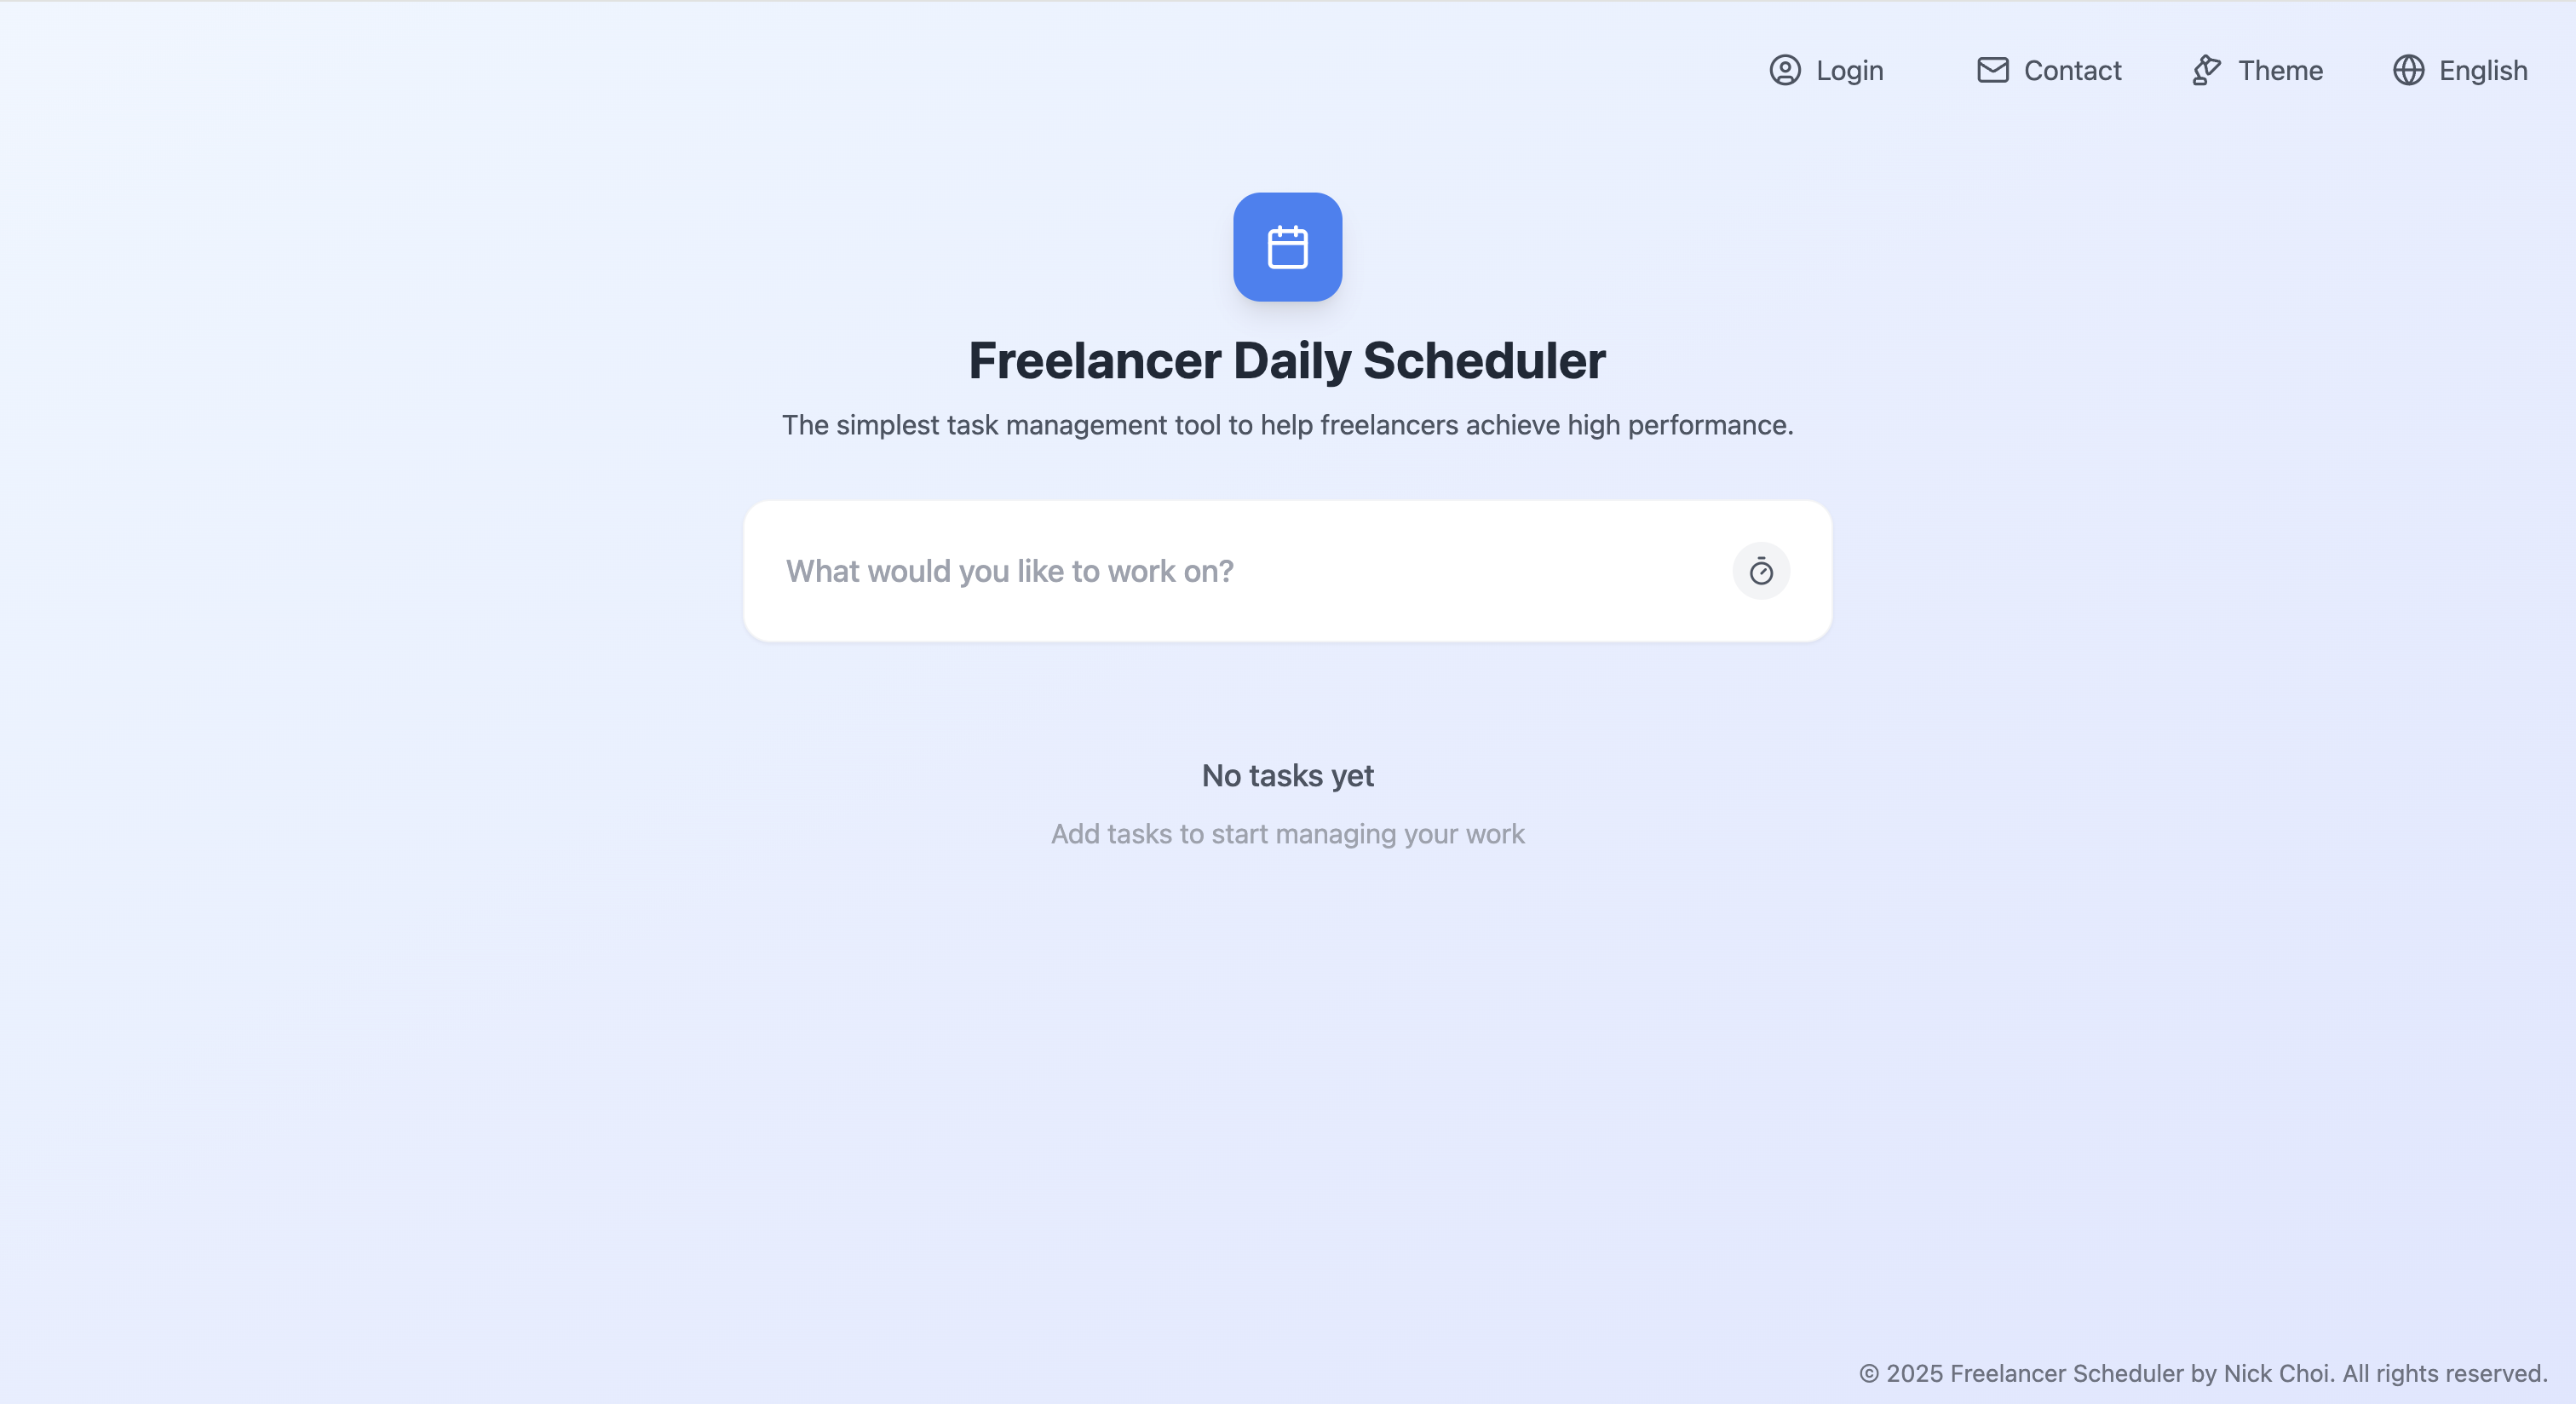 Login
Contact
Theme
English
Freelancer Daily Scheduler
The simplest task management tool to help freelancers achieve high performance.
What would you like to work on?
No tasks yet
Add tasks to start managing your work
© 2025 Freelancer Scheduler by Nick Choi. All rights reserved.